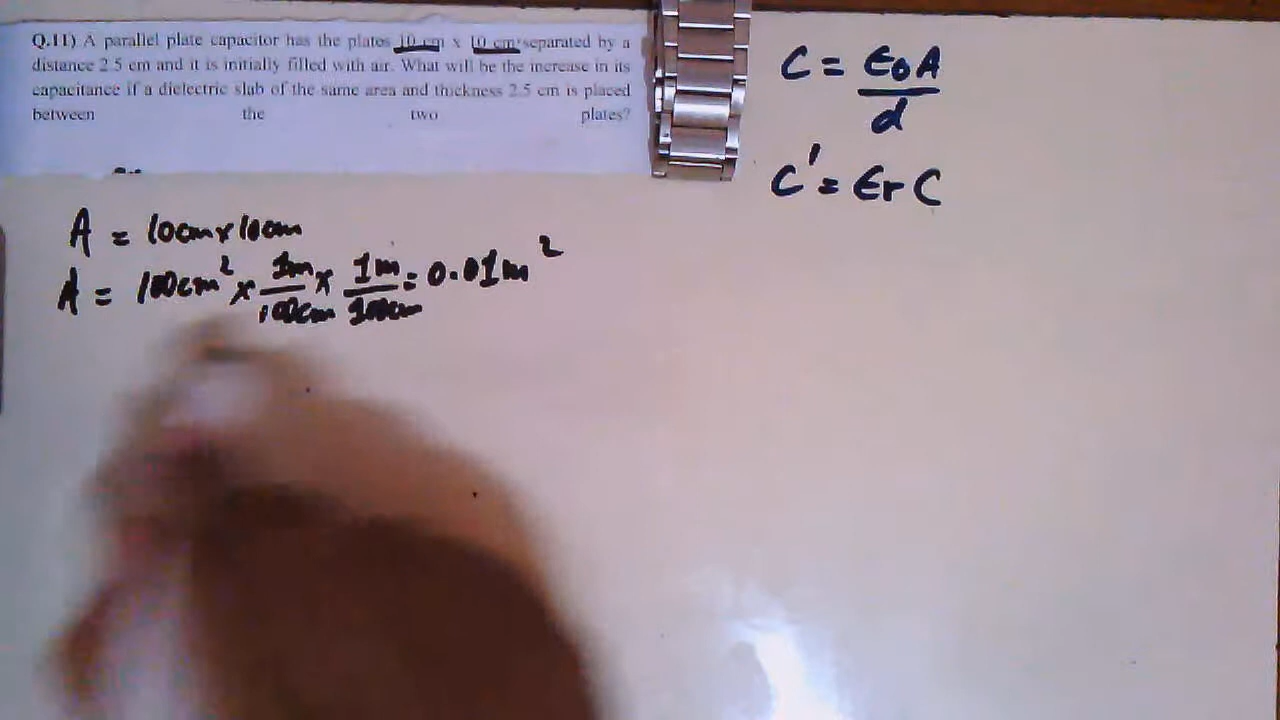 Q.11) A parallel plate capacitor has the plates 10 cm x 10 cm separated by a
distance 2.5 cm and it is initially filled with air. What will be the increase in its
capacitance if a dielectric slab of the same area and thickness 2.5 cm is placed
between the two plates?
C = ϵ0A / d
C' = ϵr C
A = 10cm x 10cm
A = 100cm² x 1m/100cm x 1m/100cm = 0.01m²